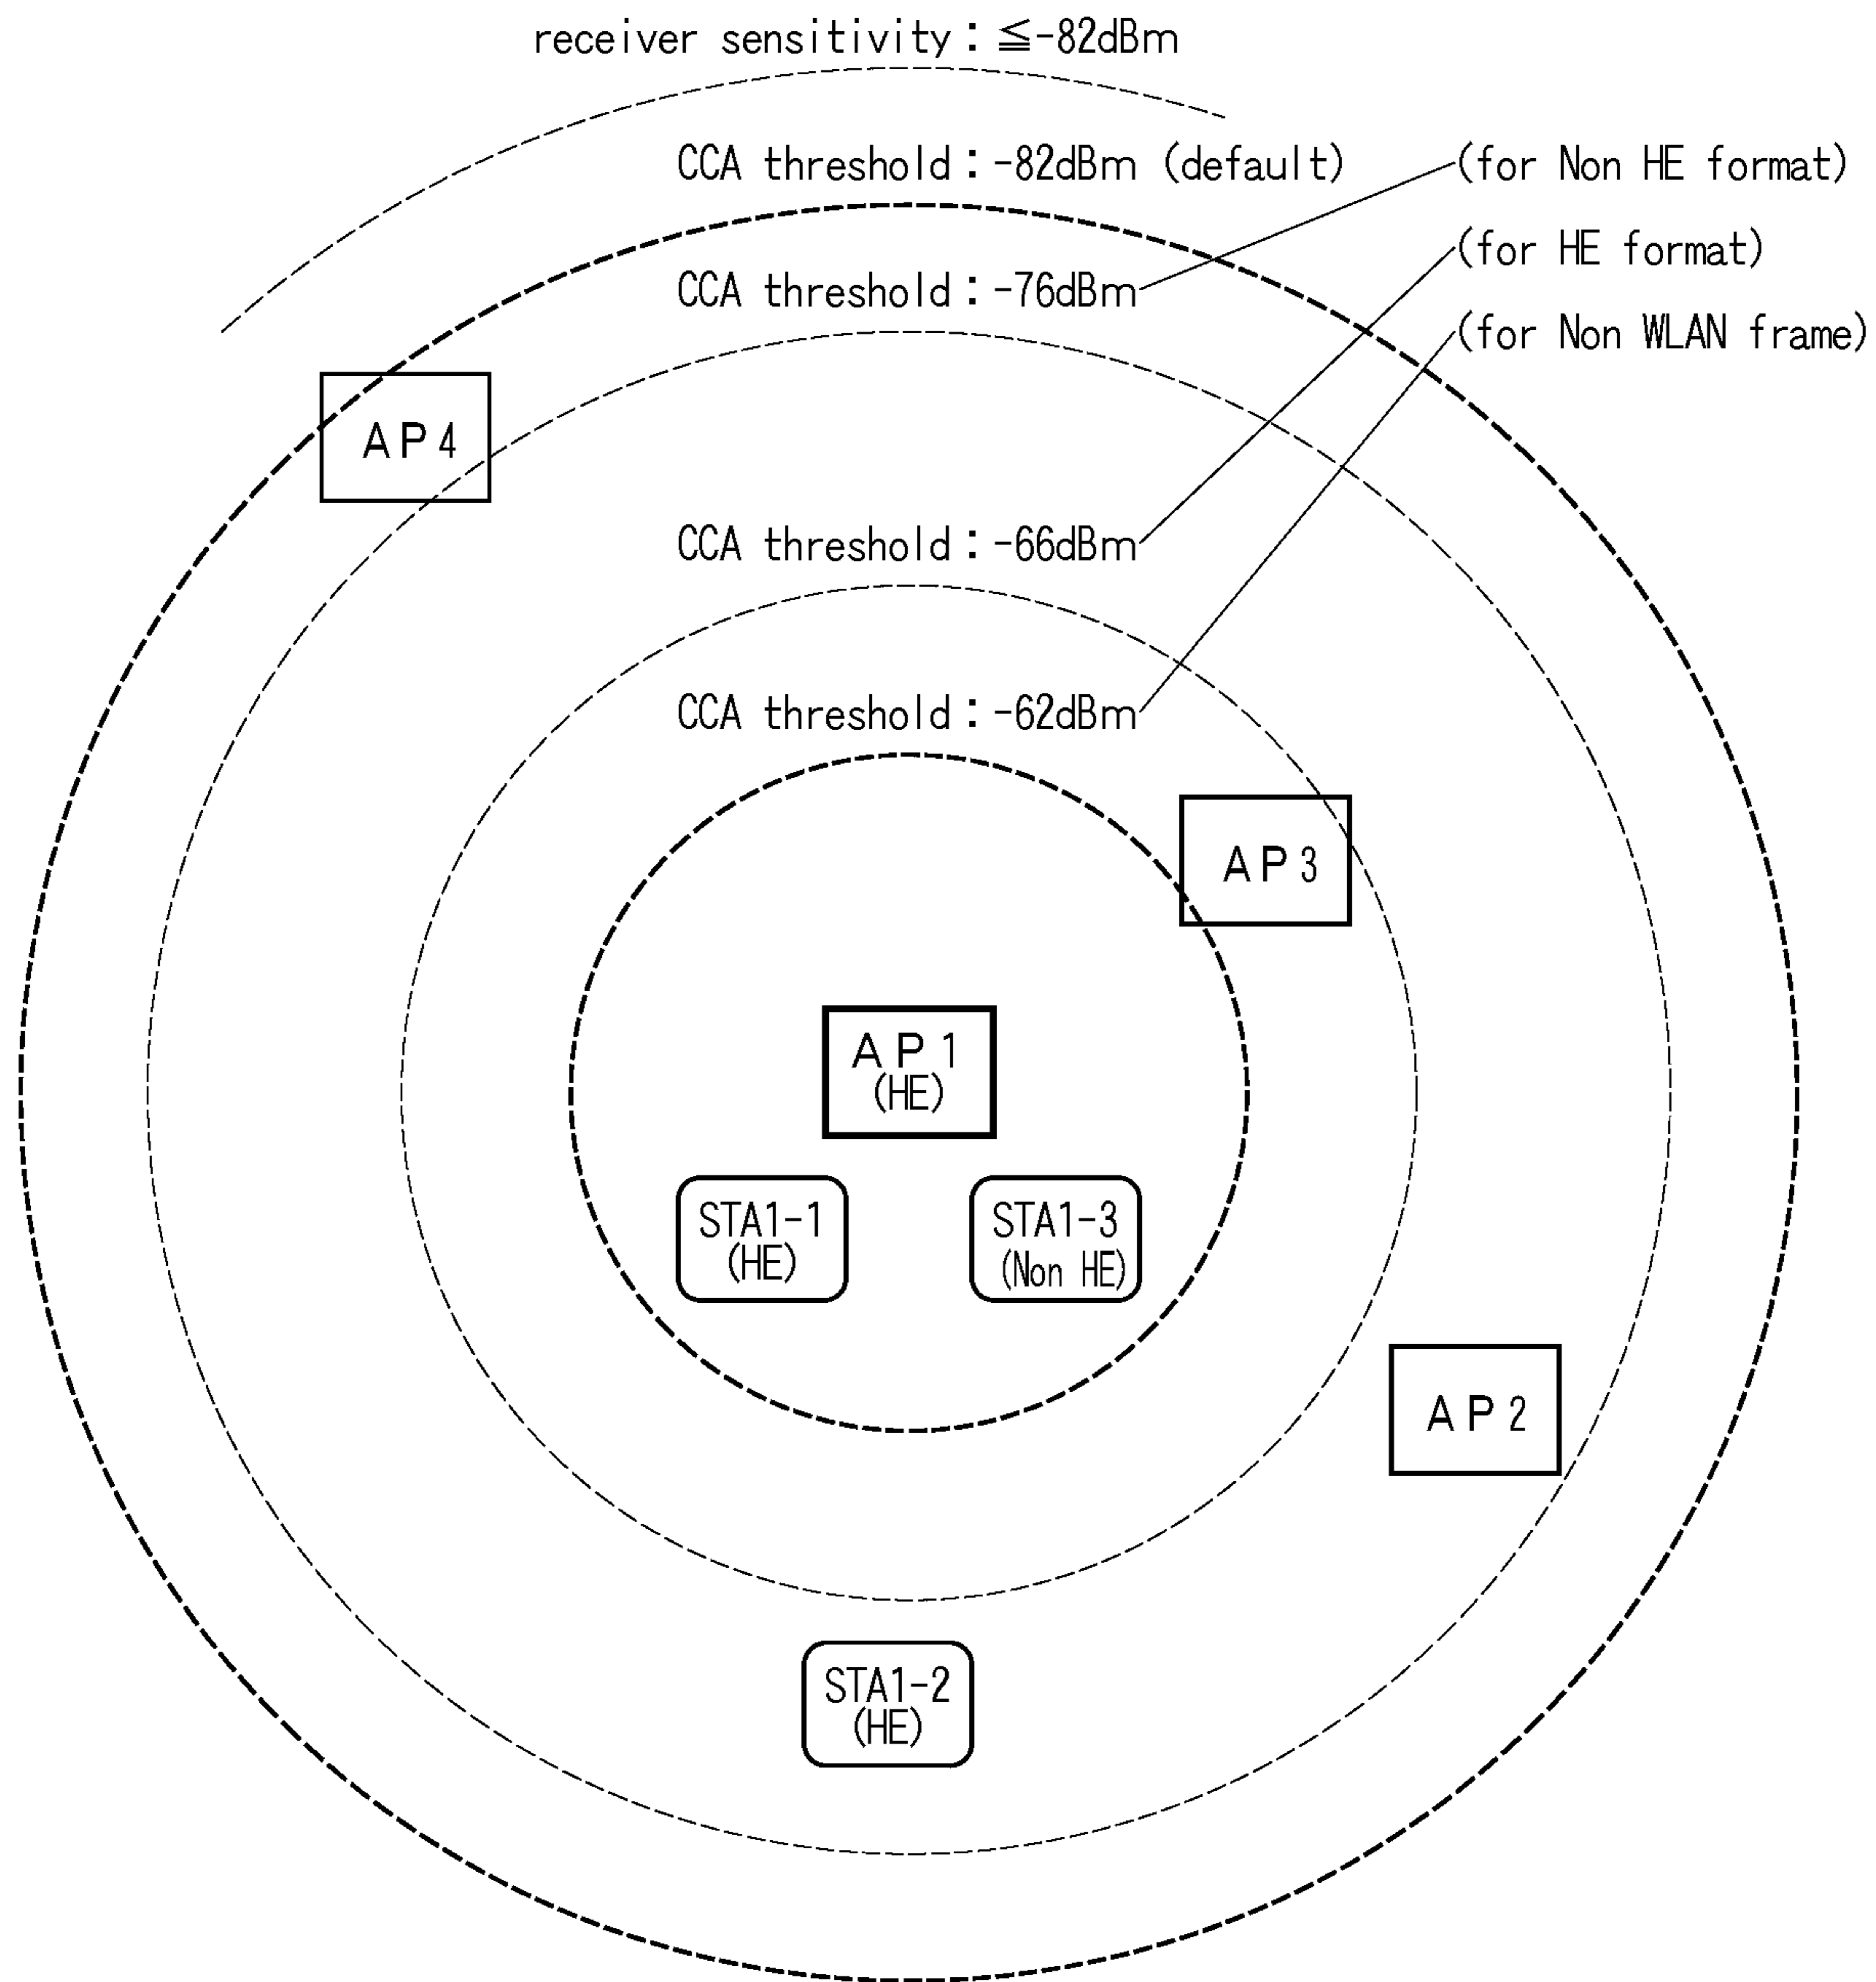 receiver sensitivity：≦-82dBm
CCA threshold：-82dBm (default)
(for Non HE format)
(for HE format)
CCA threshold：-76dBm
(for Non WLAN frame)
AP4
CCA threshold：-66dBm
CCA threshold：-62dBm
AP3
AP1
(HE)
STA1-1
(HE)
STA1-3
(Non HE)
AP2
STA1-2
(HE)